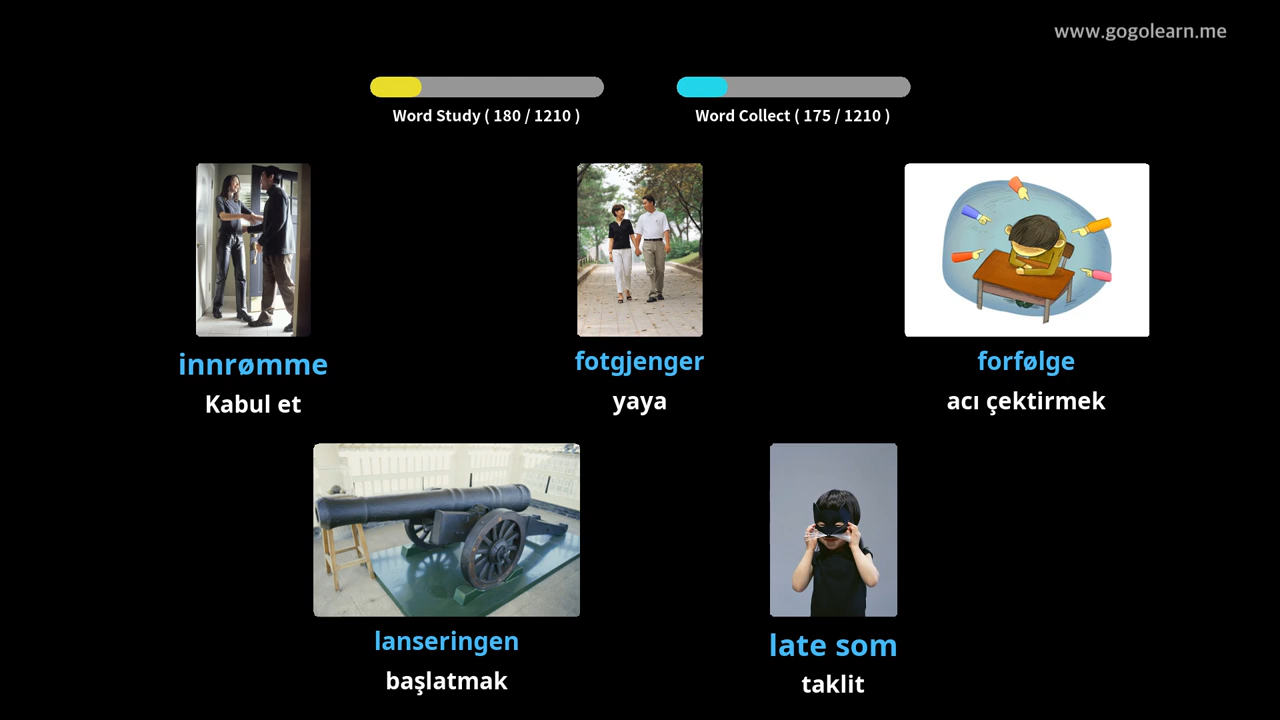 www.gogolearn.me
Word Study ( 180 / 1210 )
Word Collect ( 175 / 1210 )
innrømme
Kabul et
fotgjenger
yaya
forfølge
acı çektirmek
lanseringen
başlatmak
late som
taklit